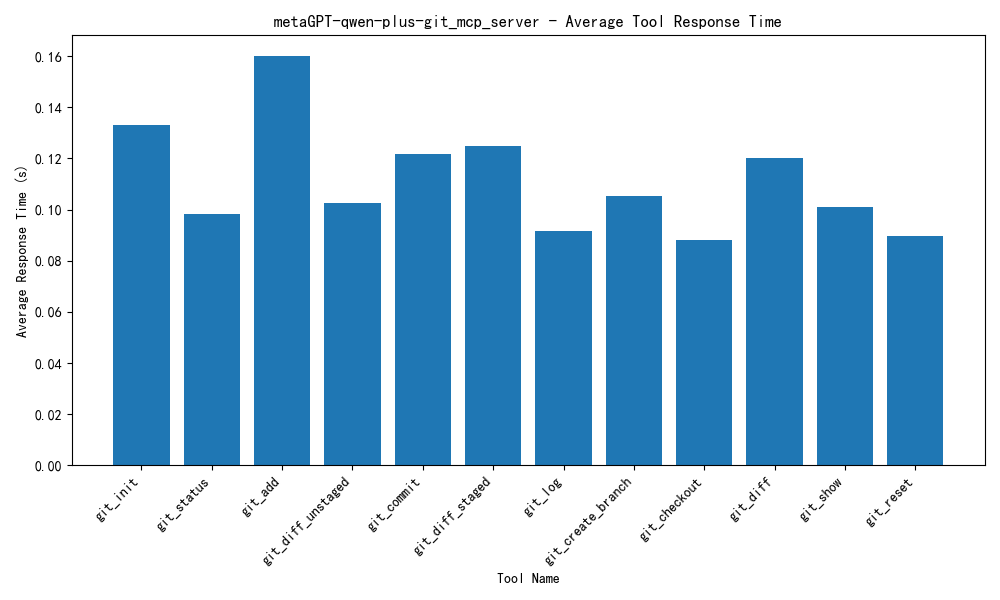 metaGPT-qwen-plus-git_mcp_server - Average Tool Response Time
Average Response Time (s)
0.16
0.14
0.12
0.10
0.08
0.06
0.04
0.02
0.00
git_init
git_status
git_add
git_diff_unstaged
git_commit
git_diff_staged
git_log
git_create_branch
git_checkout
git_diff
git_show
git_reset
Tool Name